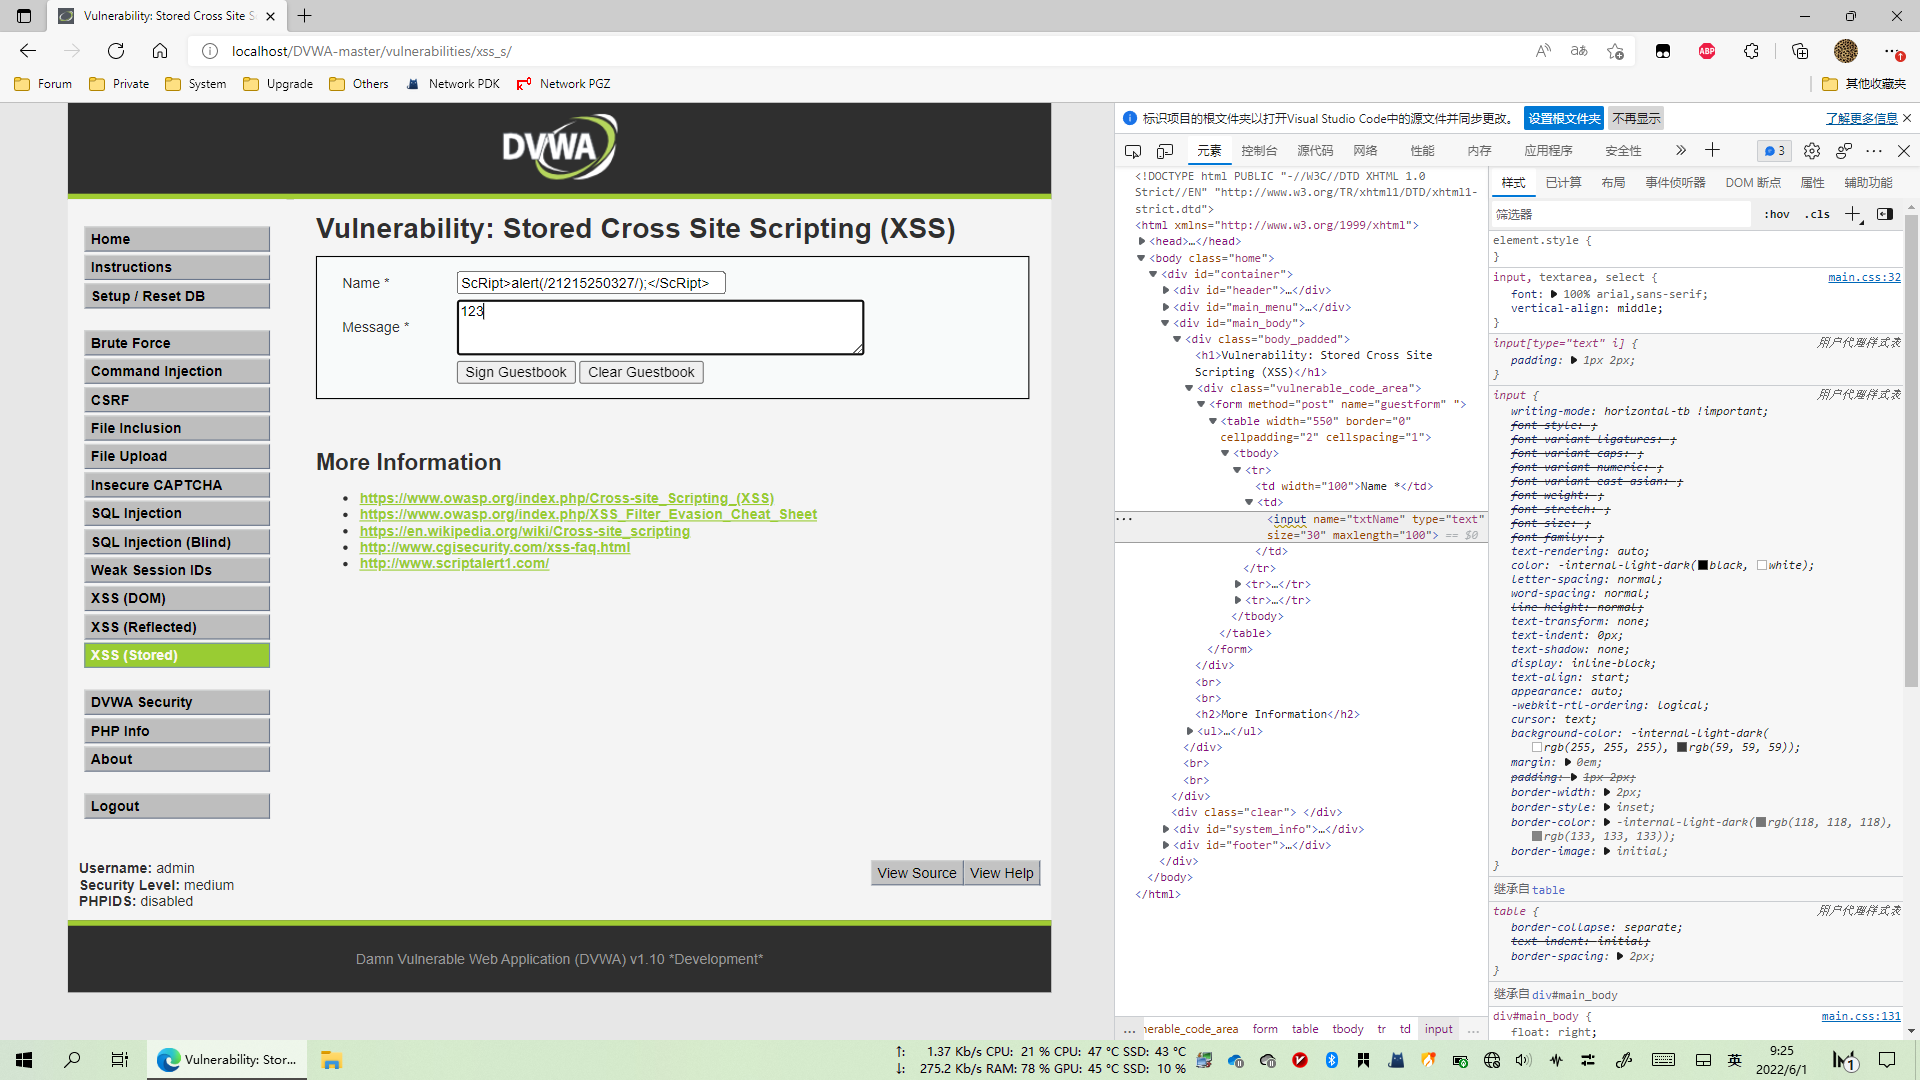 Vulnerability: Stored Cross Site S
localhost/DVWA-master/vulnerabilities/xss_s/
Forum
Private
System
Upgrade
Others
Network PDK
Network PGZ
其他收藏夹
DVWA
Home
Instructions
Setup / Reset DB
Brute Force
Command Injection
CSRF
File Inclusion
File Upload
Insecure CAPTCHA
SQL Injection
SQL Injection (Blind)
Weak Session IDs
XSS (DOM)
XSS (Reflected)
XSS (Stored)
DVWA Security
PHP Info
About
Logout
Vulnerability: Stored Cross Site Scripting (XSS)
Name *
ScRipt>alert(/21215250327/);</ScRipt>
Message *
123
Sign Guestbook
Clear Guestbook
More Information
https://www.owasp.org/index.php/Cross-site_Scripting_(XSS)
https://www.owasp.org/index.php/XSS_Filter_Evasion_Cheat_Sheet
https://en.wikipedia.org/wiki/Cross-site_scripting
http://www.cgisecurity.com/xss-faq.html
http://www.scriptalert1.com/
Username: admin
Security Level: medium
PHPIDS: disabled
View Source
View Help
Damn Vulnerable Web Application (DVWA) v1.10 *Development*
标识项目的根文件夹以打开Visual Studio Code中的源文件并同步更改。
设置根文件夹
不再显示
了解更多信息
元素
控制台
源代码
网络
性能
内存
应用程序
安全性
3
<!DOCTYPE html PUBLIC "-//W3C//DTD XHTML 1.0
Strict//EN" "http://www.w3.org/TR/xhtml1/DTD/xhtml1-
strict.dtd">
<html xmlns="http://www.w3.org/1999/xhtml">
<head>…</head>
<body class="home">
<div id="container">
<div id="header">…</div>
<div id="main_menu">…</div>
<div id="main_body">
<div class="body_padded">
<h1>Vulnerability: Stored Cross Site
Scripting (XSS)</h1>
<div class="vulnerable_code_area">
<form method="post" name="guestform" ">
<table width="550" border="0"
cellpadding="2" cellspacing="1">
<tbody>
<tr>
<td width="100">Name *</td>
<td>
<input name="txtName" type="text"
size="30" maxlength="100"> == $0
</td>
</tr>
<tr>…</tr>
<tr>…</tr>
</tbody>
</table>
</form>
</div>
<br>
<br>
<h2>More Information</h2>
<ul>…</ul>
</div>
<br>
<br>
</div>
<div class="clear"> </div>
<div id="system_info">…</div>
<div id="footer">…</div>
</div>
</body>
</html>
… nerable_code_area form table tbody tr td input …
样式
已计算
布局
事件侦听器
DOM 断点
属性
辅助功能
筛选器
:hov
.cls
element.style {
}
input, textarea, select {
main.css:32
font: 100% arial,sans-serif;
vertical-align: middle;
}
input[type="text" i] {
用户代理样式表
padding: 1px 2px;
}
input {
用户代理样式表
writing-mode: horizontal-tb !important;
font-style: ;
font-variant-ligatures: ;
font-variant-caps: ;
font-variant-numeric: ;
font-variant-east-asian: ;
font-weight: ;
font-stretch: ;
font-size: ;
font-family: ;
text-rendering: auto;
color: -internal-light-dark(black, white);
letter-spacing: normal;
word-spacing: normal;
line-height: normal;
text-transform: none;
text-indent: 0px;
text-shadow: none;
display: inline-block;
text-align: start;
appearance: auto;
-webkit-rtl-ordering: logical;
cursor: text;
background-color: -internal-light-dark(
rgb(255, 255, 255), rgb(59, 59, 59));
margin: 0em;
padding: 1px 2px;
border-width: 2px;
border-style: inset;
border-color: -internal-light-dark(rgb(118, 118, 118),
rgb(133, 133, 133));
border-image: initial;
}
继承自 table
table {
用户代理样式表
border-collapse: separate;
text-indent: initial;
border-spacing: 2px;
}
继承自 div#main_body
div#main_body {
main.css:131
float: right;
Vulnerability: Stor...
1.37 Kb/s CPU: 21 % CPU: 47 °C SSD: 43 °C
275.2 Kb/s RAM: 78 % GPU: 45 °C SSD: 10 %
英
9:25
2022/6/1
1